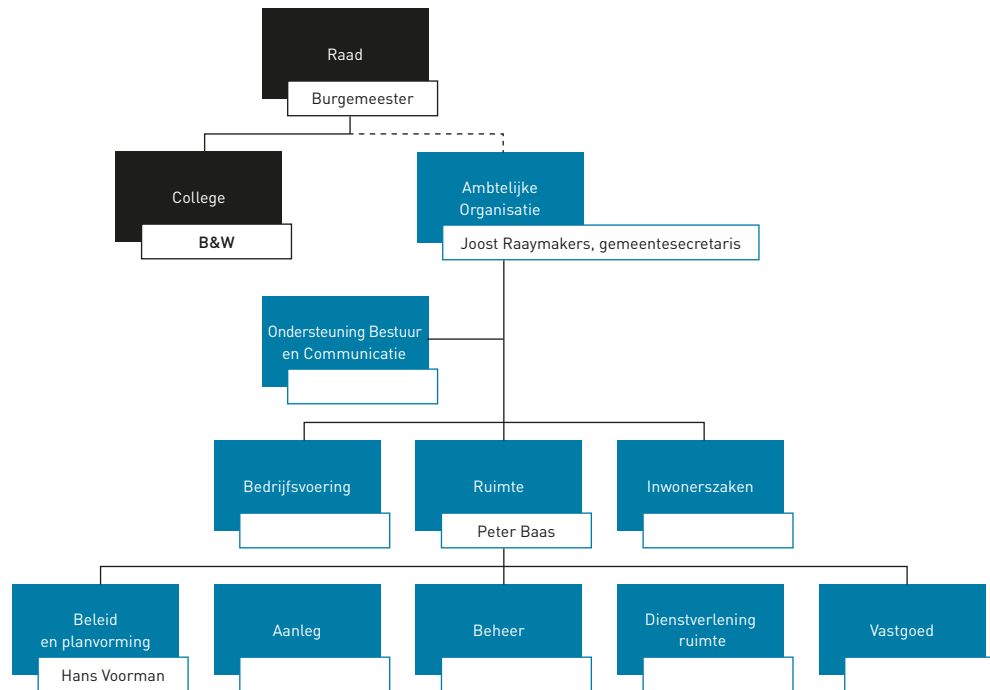 Raad
Burgemeester
College
B&W
Ambtelijke
Organisatie
Joost Raaymakers, gemeentesecretaris
Ondersteuning Bestuur
en Communicatie
Bedrijfsvoering
Ruimte
Peter Baas
Inwonerszaken
Beleid
en planvorming
Hans Voorman
Aanleg
Beheer
Dienstverlening
ruimte
Vastgoed